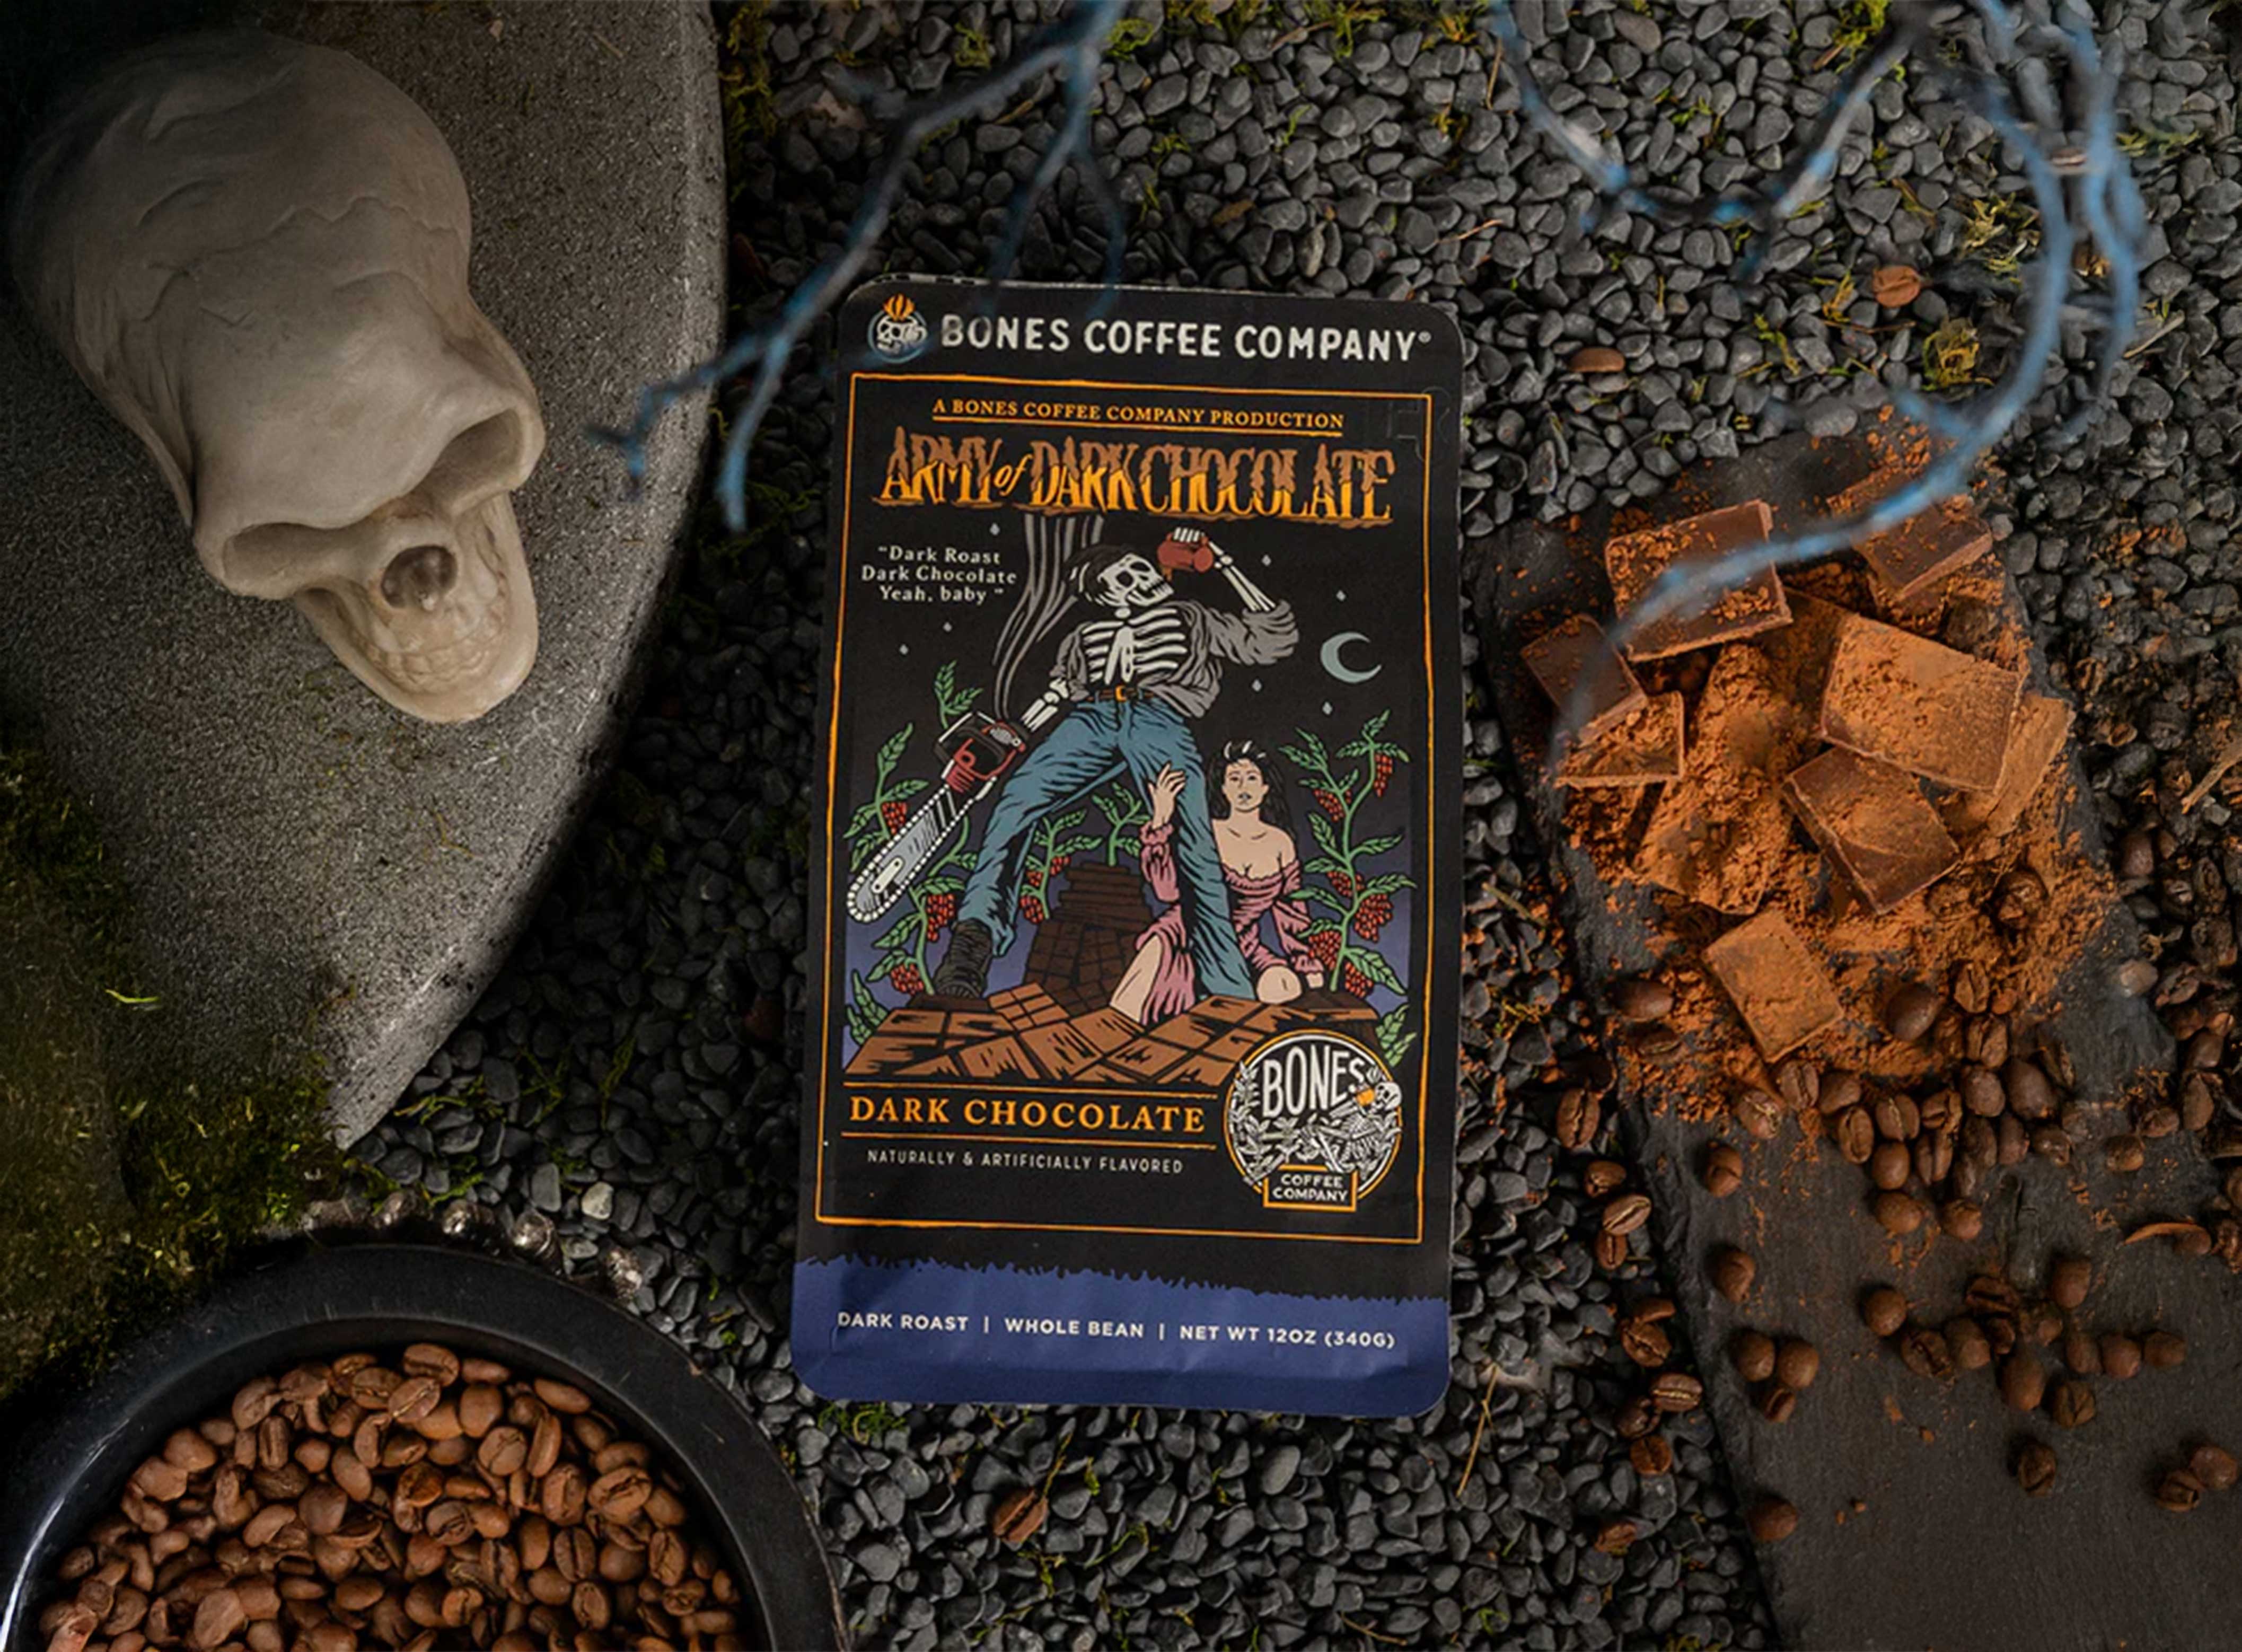 BONES COFFEE COMPANY®
A BONES COFFEE COMPANY PRODUCTION
ARMY of DARK CHOCOLATE
"Dark Roast
Dark Chocolate
Yeah, baby"
DARK CHOCOLATE
NATURALLY & ARTIFICIALLY FLAVORED
BONES
COFFEE
COMPANY
DARK ROAST | WHOLE BEAN | NET WT 12OZ (340G)